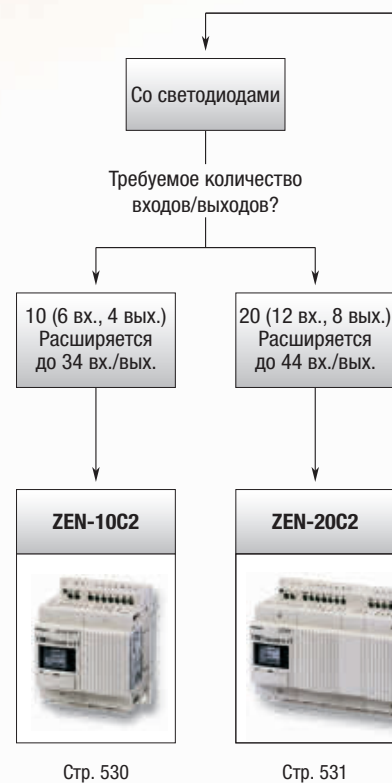 Со светодиодами
Требуемое количество
входов/выходов?
10 (6 вх., 4 вых.)
Расширяется
до 34 вх./вых.
20 (12 вх., 8 вых.)
Расширяется
до 44 вх./вых.
ZEN-10C2
ZEN-20C2
Стр. 530
Стр. 531